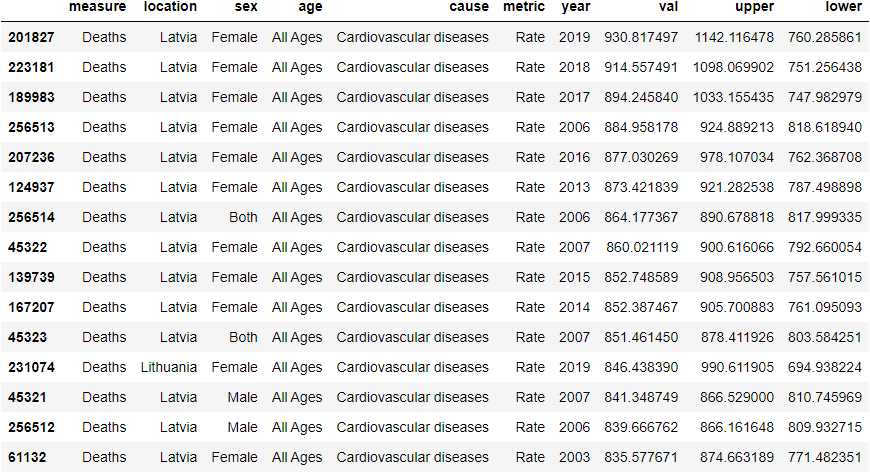 measure location sex age cause metric year val upper lower
201827 Deaths Latvia Female All Ages Cardiovascular diseases Rate 2019 930.817497 1142.116478 760.285861
223181 Deaths Latvia Female All Ages Cardiovascular diseases Rate 2018 914.557491 1098.069902 751.256438
189983 Deaths Latvia Female All Ages Cardiovascular diseases Rate 2017 894.245840 1033.155435 747.982979
256513 Deaths Latvia Female All Ages Cardiovascular diseases Rate 2006 884.958178 924.889213 818.618940
207236 Deaths Latvia Female All Ages Cardiovascular diseases Rate 2016 877.030269 978.107034 762.368708
124937 Deaths Latvia Female All Ages Cardiovascular diseases Rate 2013 873.421839 921.282538 787.498898
256514 Deaths Latvia Both All Ages Cardiovascular diseases Rate 2006 864.177367 890.678818 817.999335
45322 Deaths Latvia Female All Ages Cardiovascular diseases Rate 2007 860.021119 900.616066 792.660054
139739 Deaths Latvia Female All Ages Cardiovascular diseases Rate 2015 852.748589 908.956503 757.561015
167207 Deaths Latvia Female All Ages Cardiovascular diseases Rate 2014 852.387467 905.700883 761.095093
45323 Deaths Latvia Both All Ages Cardiovascular diseases Rate 2007 851.461450 878.411926 803.584251
231074 Deaths Lithuania Female All Ages Cardiovascular diseases Rate 2019 846.438390 990.611905 694.938224
45321 Deaths Latvia Male All Ages Cardiovascular diseases Rate 2007 841.348749 866.529000 810.745969
256512 Deaths Latvia Male All Ages Cardiovascular diseases Rate 2006 839.666762 866.161648 809.932715
61132 Deaths Latvia Female All Ages Cardiovascular diseases Rate 2003 835.577671 874.663189 771.482351